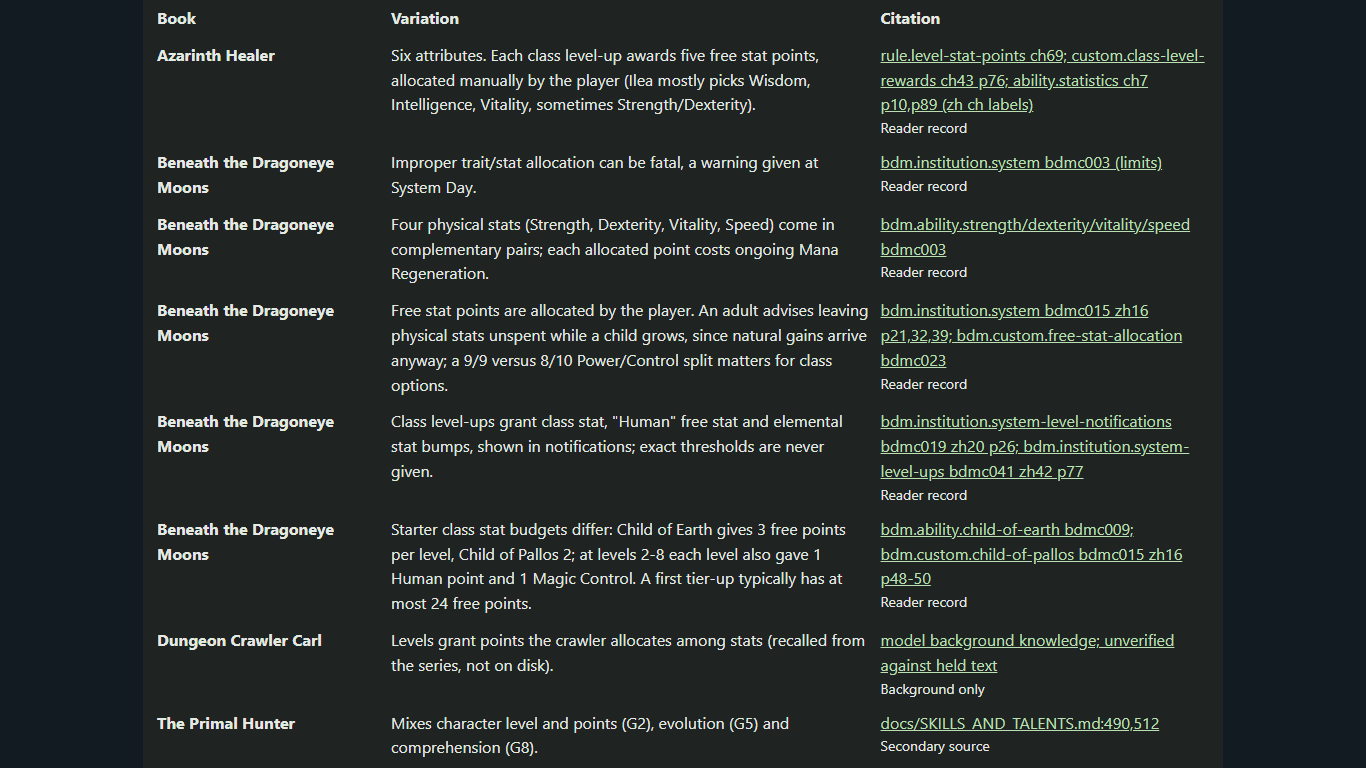 Book Variation Citation
Azarinth Healer
Six attributes. Each class level-up awards five free stat points,
allocated manually by the player (Ilea mostly picks Wisdom,
Intelligence, Vitality, sometimes Strength/Dexterity).
rule.level-stat-points ch69; custom.class-level-
rewards ch43 p76; ability.statistics ch7
p10,p89 (zh ch labels)
Reader record
Beneath the Dragoneye
Moons
Improper trait/stat allocation can be fatal, a warning given at
System Day.
bdm.institution.system bdmc003 (limits)
Reader record
Beneath the Dragoneye
Moons
Four physical stats (Strength, Dexterity, Vitality, Speed) come in
complementary pairs; each allocated point costs ongoing Mana
Regeneration.
bdm.ability.strength/dexterity/vitality/speed
bdmc003
Reader record
Beneath the Dragoneye
Moons
Free stat points are allocated by the player. An adult advises leaving
physical stats unspent while a child grows, since natural gains arrive
anyway; a 9/9 versus 8/10 Power/Control split matters for class
options.
bdm.institution.system bdmc015 zh16
p21,32,39; bdm.custom.free-stat-allocation
bdmc023
Reader record
Beneath the Dragoneye
Moons
Class level-ups grant class stat, "Human" free stat and elemental
stat bumps, shown in notifications; exact thresholds are never
given.
bdm.institution.system-level-notifications
bdmc019 zh20 p26; bdm.institution.system-
level-ups bdmc041 zh42 p77
Reader record
Beneath the Dragoneye
Moons
Starter class stat budgets differ: Child of Earth gives 3 free points
per level, Child of Pallos 2; at levels 2-8 each level also gave 1
Human point and 1 Magic Control. A first tier-up typically has at
most 24 free points.
bdm.ability.child-of-earth bdmc009;
bdm.custom.child-of-pallos bdmc015 zh16
p48-50
Reader record
Dungeon Crawler Carl
Levels grant points the crawler allocates among stats (recalled from
the series, not on disk).
model background knowledge; unverified
against held text
Background only
The Primal Hunter
Mixes character level and points (G2), evolution (G5) and
comprehension (G8).
docs/SKILLS_AND_TALENTS.md:490,512
Secondary source